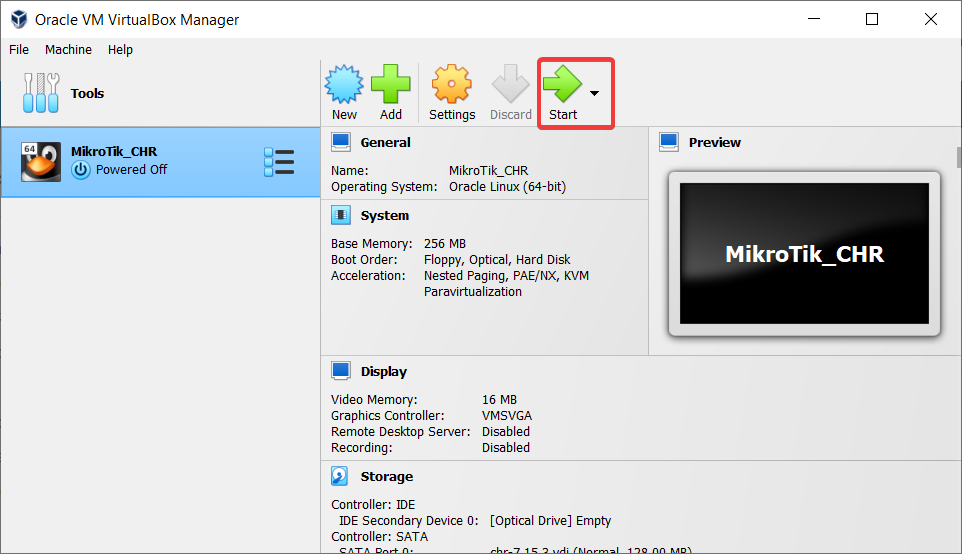 Oracle VM VirtualBox Manager
File Machine Help
Tools
New Add Settings Discard Start
64
MikroTik_CHR
Powered Off
General
Name: MikroTik_CHR
Operating System: Oracle Linux (64-bit)
System
Base Memory: 256 MB
Boot Order: Floppy, Optical, Hard Disk
Acceleration: Nested Paging, PAE/NX, KVM
Paravirtualization
Preview
MikroTik_CHR
Display
Video Memory: 16 MB
Graphics Controller: VMSVGA
Remote Desktop Server: Disabled
Recording: Disabled
Storage
Controller: IDE
IDE Secondary Device 0: [Optical Drive] Empty
Controller: SATA
SATA Port 0: chr-7.15.3.vdi (Normal, 128.00 MB)